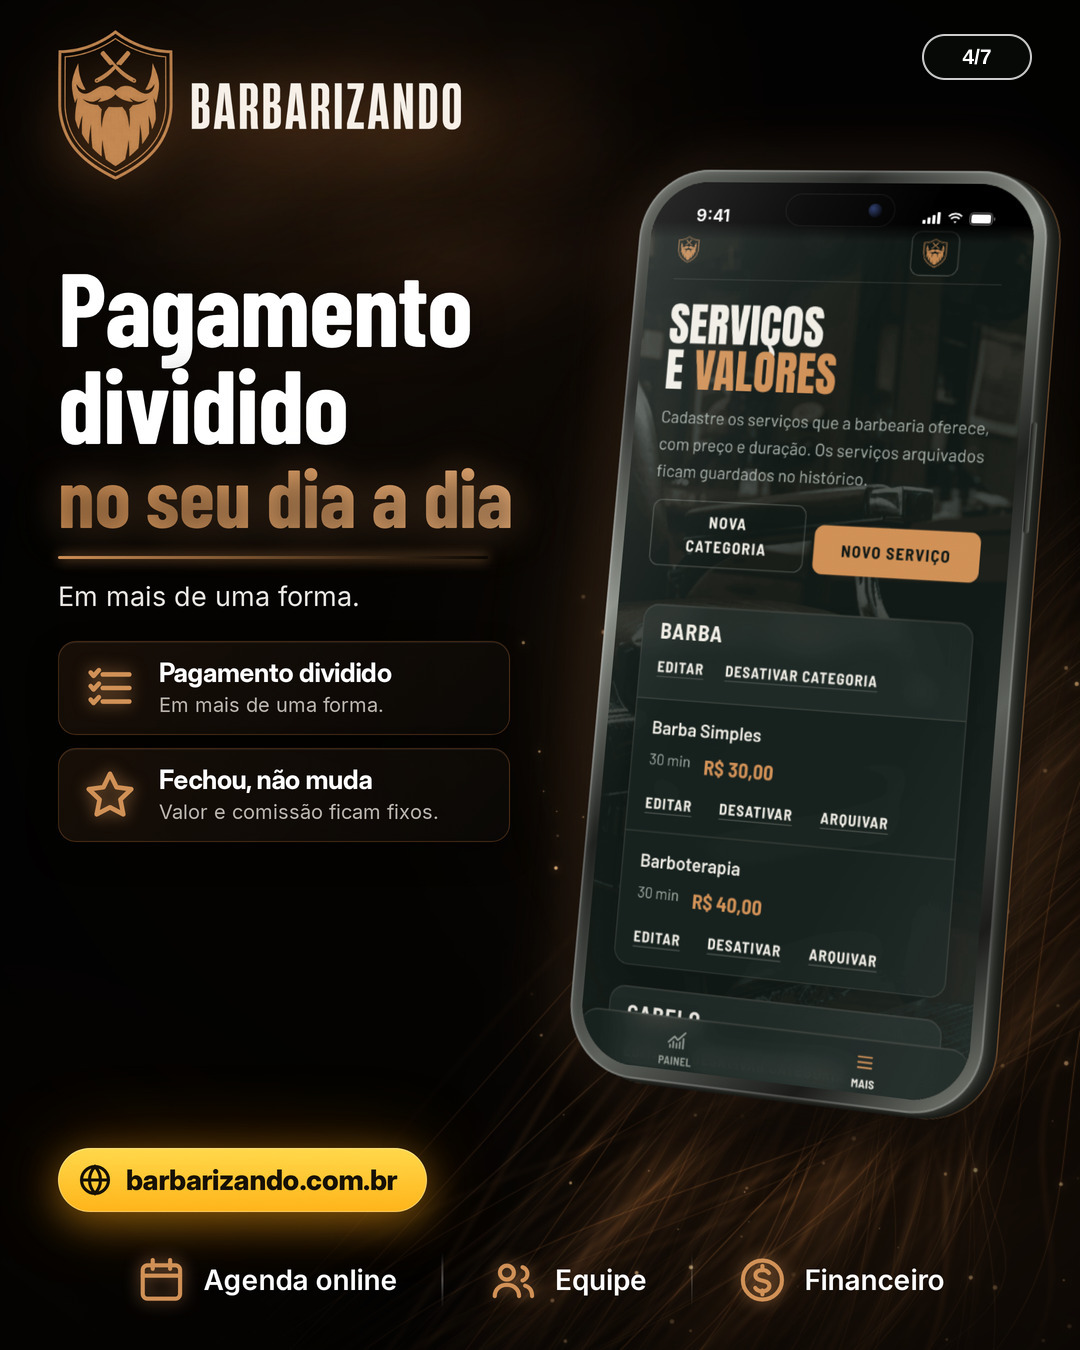 BARBARIZANDO
4/7
Pagamento
dividido
no seu dia a dia
Em mais de uma forma.
Pagamento dividido
Em mais de uma forma.
Fechou, não muda
Valor e comissão ficam fixos.
9:41
SERVIÇOS
E VALORES
Cadastre os serviços que a barbearia oferece,
com preço e duração. Os serviços arquivados
ficam guardados no histórico.
NOVA
CATEGORIA
NOVO SERVIÇO
BARBA
EDITAR DESATIVAR CATEGORIA
Barba Simples
30 min R$ 30,00
EDITAR DESATIVAR ARQUIVAR
Barboterapia
30 min R$ 40,00
EDITAR DESATIVAR ARQUIVAR
CABELO
PAINEL
MAIS
barbarizando.com.br
Agenda online
Equipe
Financeiro